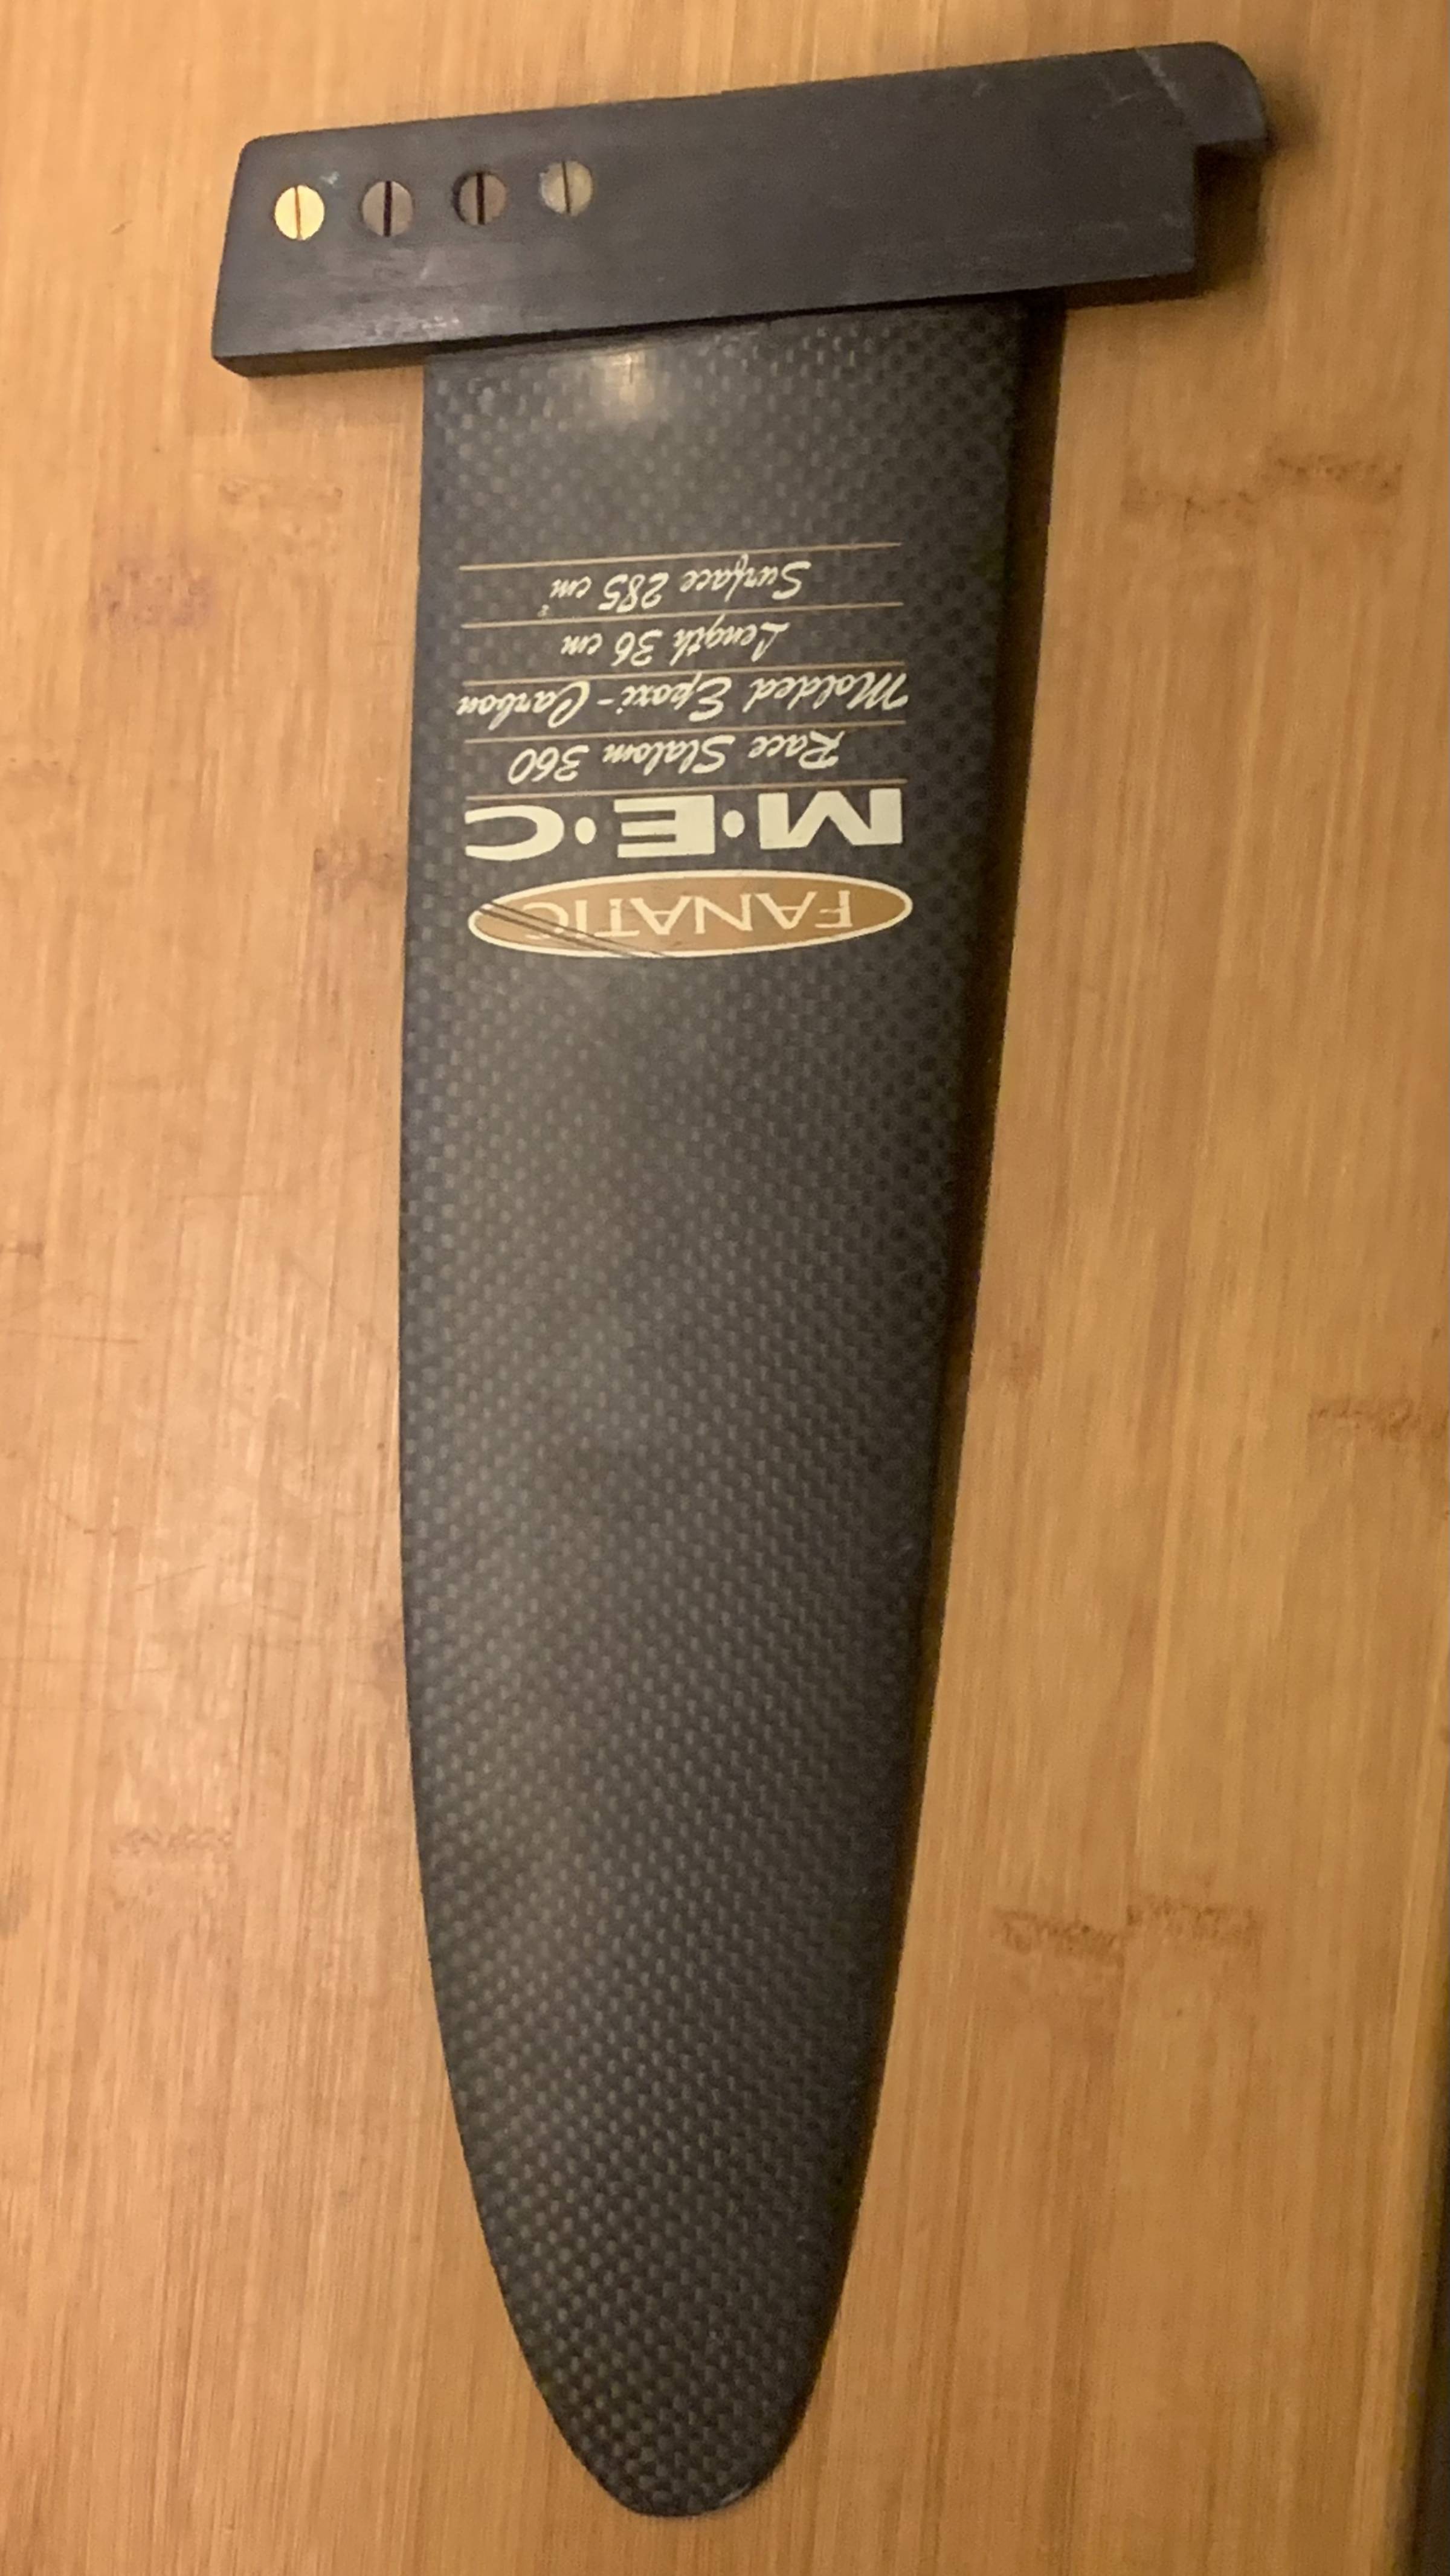 FANATIC
M·E·C
Race Slalom 360
Molded Epoxi-Carbon
Length 36 cm
Surface 285 cm²